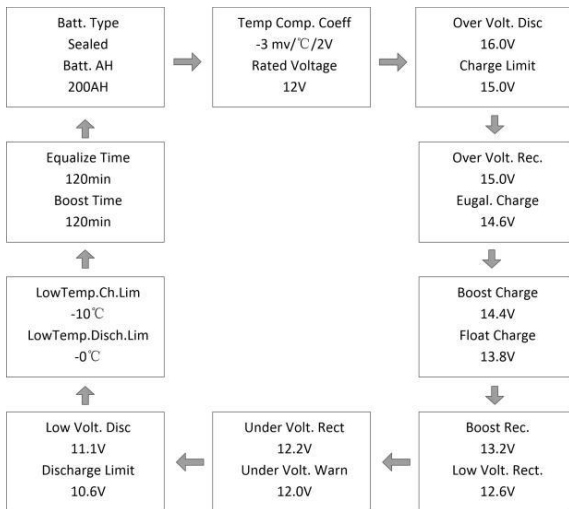 Batt. Type
Sealed
Batt. AH
200AH
Temp Comp. Coeff
-3 mv/℃/2V
Rated Voltage
12V
Over Volt. Disc
16.0V
Charge Limit
15.0V
Over Volt. Rec.
15.0V
Eugal. Charge
14.6V
Boost Charge
14.4V
Float Charge
13.8V
Boost Rec.
13.2V
Low Volt. Rect.
12.6V
Under Volt. Rect
12.2V
Under Volt. Warn
12.0V
Low Volt. Disc
11.1V
Discharge Limit
10.6V
LowTemp.Ch.Lim
-10℃
LowTemp.Disch.Lim
-0℃
Equalize Time
120min
Boost Time
120min